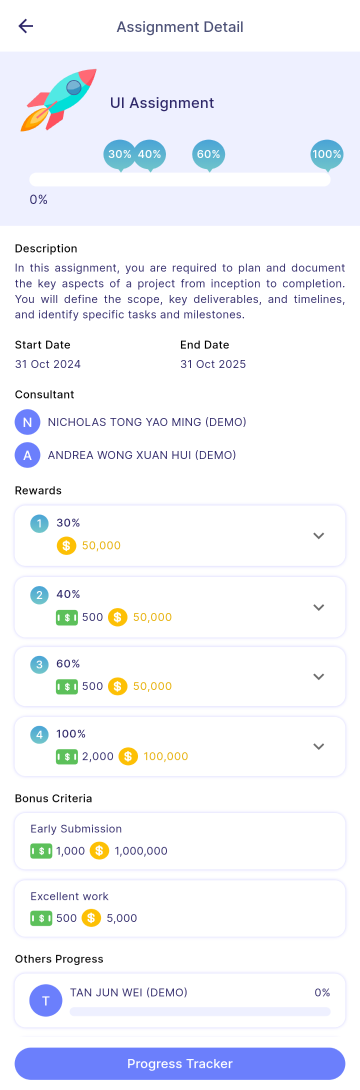 Assignment Detail
UI Assignment
30% 40% 60% 100%
0%
Description
In this assignment, you are required to plan and document
the key aspects of a project from inception to completion.
You will define the scope, key deliverables, and timelines,
and identify specific tasks and milestones.
Start Date End Date
31 Oct 2024 31 Oct 2025
Consultant
N NICHOLAS TONG YAO MING (DEMO)
A ANDREA WONG XUAN HUI (DEMO)
Rewards
1 30%
$ 50,000
2 40%
$ 500 $ 50,000
3 60%
$ 500 $ 50,000
4 100%
$ 2,000 $ 100,000
Bonus Criteria
Early Submission
$ 1,000 $ 1,000,000
Excellent work
$ 500 $ 5,000
Others Progress
T TAN JUN WEI (DEMO) 0%
Progress Tracker